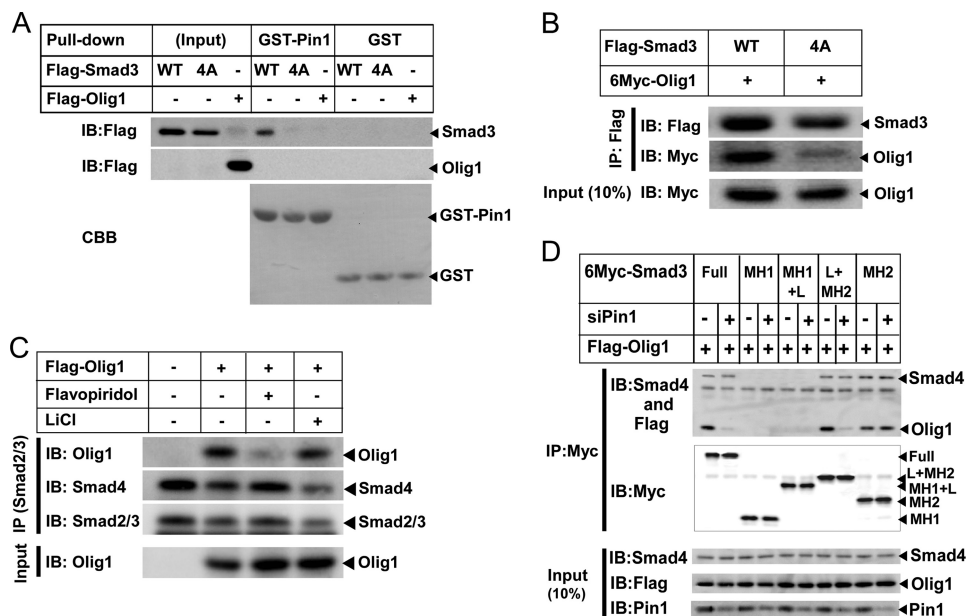 A
Pull-down (Input) GST-Pin1 GST
Flag-Smad3 WT 4A - WT 4A - WT 4A -
Flag-Olig1 - - + - - + - - +
IB:Flag Smad3
IB:Flag Olig1
CBB
GST-Pin1
GST
B
Flag-Smad3 WT 4A
6Myc-Olig1 + +
IP: Flag
IB: Flag Smad3
IB: Myc Olig1
Input (10%) IB: Myc Olig1
C
Flag-Olig1 - + + +
Flavopiridol - - + -
LiCl - - - +
IP (Smad2/3)
IB: Olig1 Olig1
IB: Smad4 Smad4
IB: Smad2/3 Smad2/3
Input
IB: Olig1 Olig1
D
6Myc-Smad3 Full MH1 MH1 +L L+ MH2 MH2
siPin1 - + - + - + - + - +
Flag-Olig1 + + + + + + + + + +
IP:Myc
IB:Smad4 and Flag
Smad4
Olig1
IB:Myc
Full
L+MH2
MH1+L
MH2
MH1
Input (10%)
IB:Smad4 Smad4
IB:Flag Olig1
IB:Pin1 Pin1